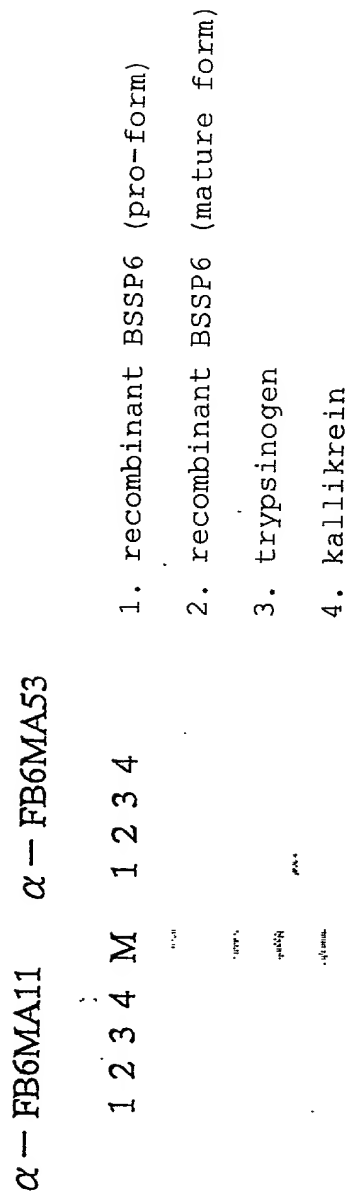 α — FB6MA11 α — FB6MA53
1 2 3 4 M 1 2 3 4
1. recombinant BSSP6 (pro-form)
2. recombinant BSSP6 (mature form)
3. trypsinogen
4. kallikrein